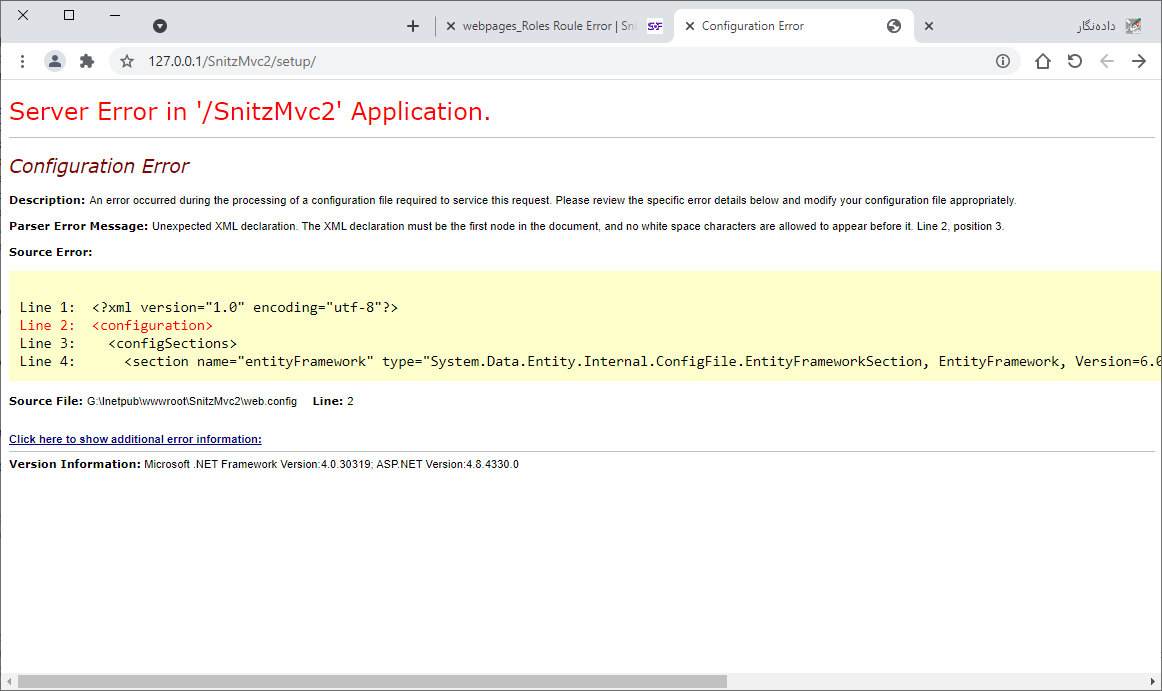 webpages_Roles Roule Error | Sni
Configuration Error
دادەنگار
127.0.0.1/SnitzMvc2/setup/
Server Error in '/SnitzMvc2' Application.
Configuration Error
Description: An error occurred during the processing of a configuration file required to service this request. Please review the specific error details below and modify your configuration file appropriately.
Parser Error Message: Unexpected XML declaration. The XML declaration must be the first node in the document, and no white space characters are allowed to appear before it. Line 2, position 3.
Source Error:
Line 1:  <?xml version="1.0" encoding="utf-8"?>
Line 2:  <configuration>
Line 3:    <configSections>
Line 4:      <section name="entityFramework" type="System.Data.Entity.Internal.ConfigFile.EntityFrameworkSection, EntityFramework, Version=6.0
Source File: G:\Inetpub\wwwroot\SnitzMvc2\web.config    Line: 2
Click here to show additional error information:
Version Information: Microsoft .NET Framework Version:4.0.30319; ASP.NET Version:4.8.4330.0